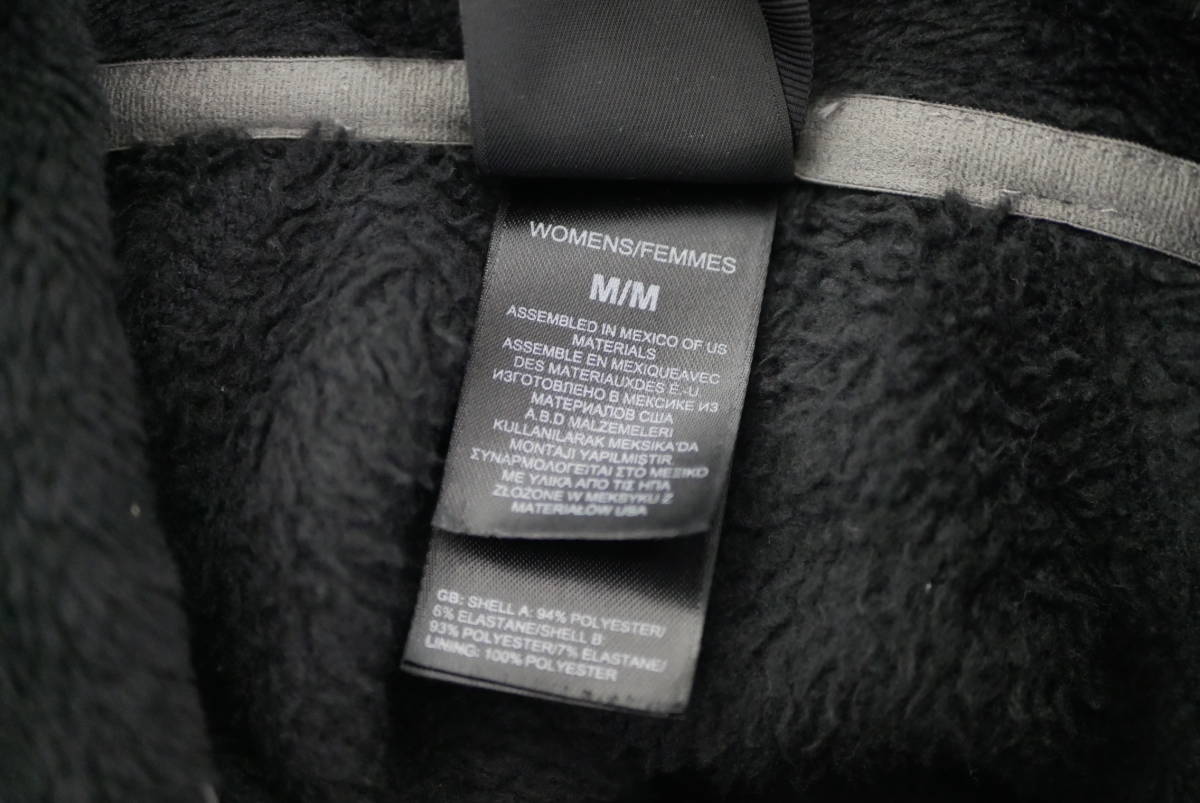 WOMENS/FEMMES
M/M
ASSEMBLED IN MEXICO OF US
MATERIALS
ASSEMBLE EN MEXIQUEAVEC
DES MATERIAUXDES É.-U.
ИЗГОТОВЛЕНО В МЕКСИКЕ ИЗ
МАТЕРИАЛОВ США
A.B.D MALZEMELERI
KULLANILARAK MEKSIKA'DA
MONTAJI YAPILMISTIR
ΣΥΝΑΡΜΟΛΟΓΕΙΤΑΙ ΣΤΟ ΜΕΞΙΚΟ
ΜΕ ΥΛΙΚΑ ΑΠΟ ΤΙΣ ΗΠΑ
ZŁOŻONE W MEKSYKU Z
MATERIAŁOW USA
GB: SHELL A: 94% POLYESTER/
6% ELASTANE/SHELL B:
93% POLYESTER/7% ELASTANE/
LINING: 100% POLYESTER